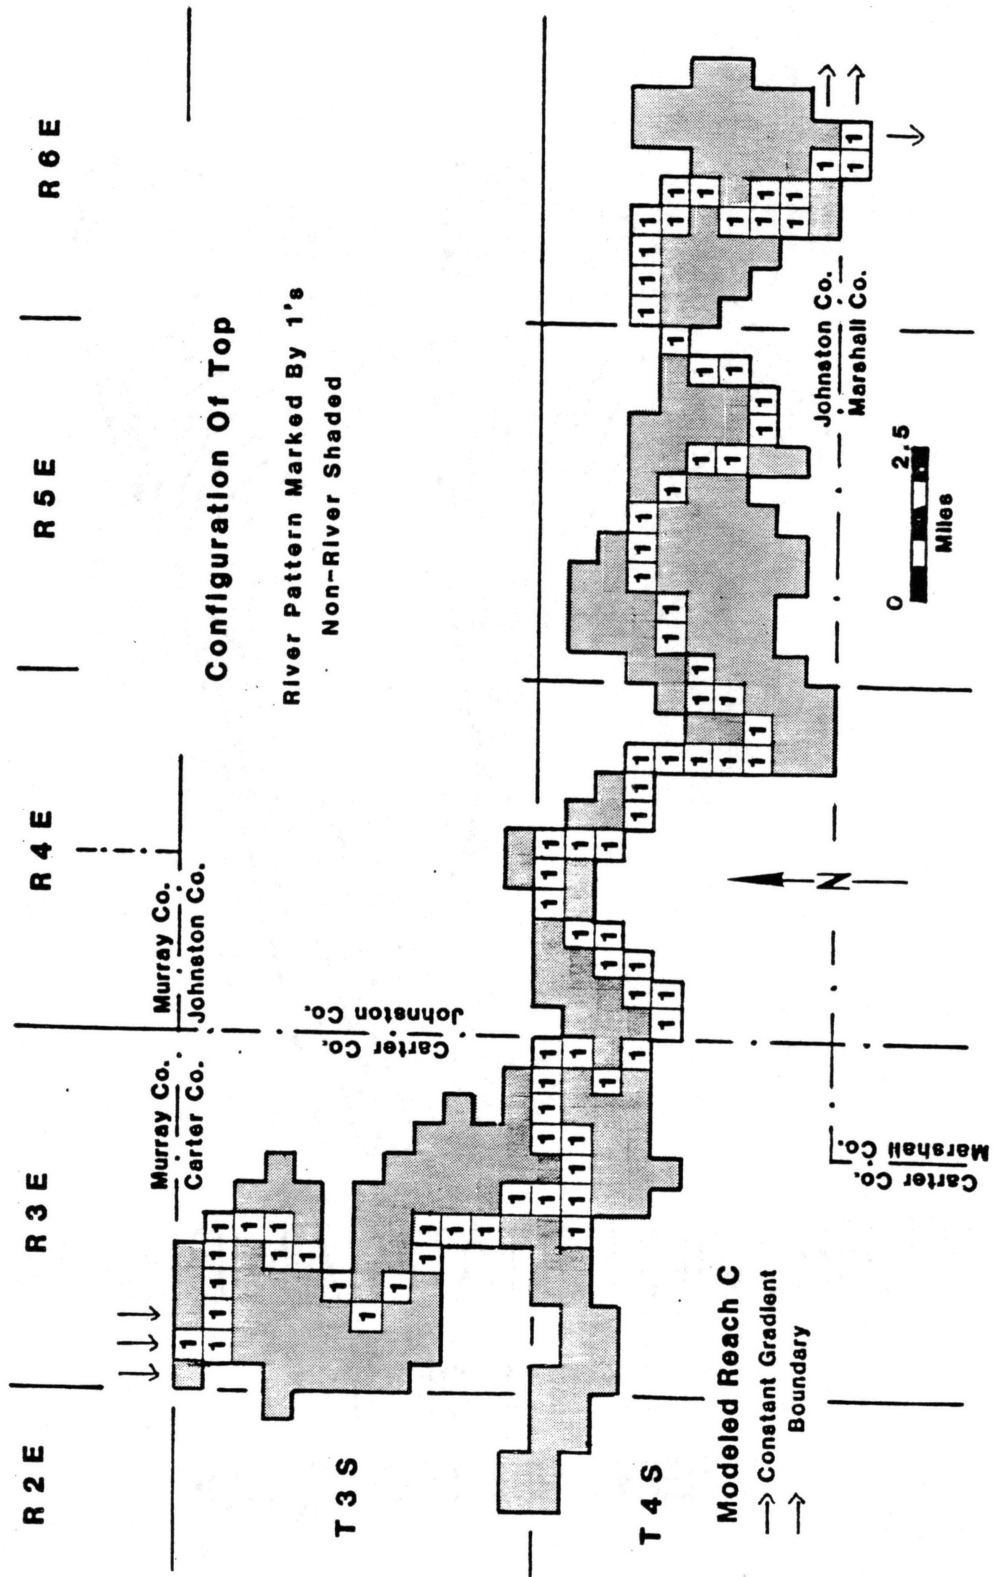 R 2 E
R 3 E
R 4 E
R 5 E
R 6 E
Murray Co.
Carter Co.
Murray Co.
Johnston Co.
Configuration Of Top
River Pattern Marked By 1's
Non-River Shaded
Carter Co.
Johnston Co.
T 3 S
T 4 S
Modeled Reach C
Constant Gradient
Boundary
Carter Co.
Marshall Co.
N
0 2.5
Miles
Johnston Co.
Marshall Co.